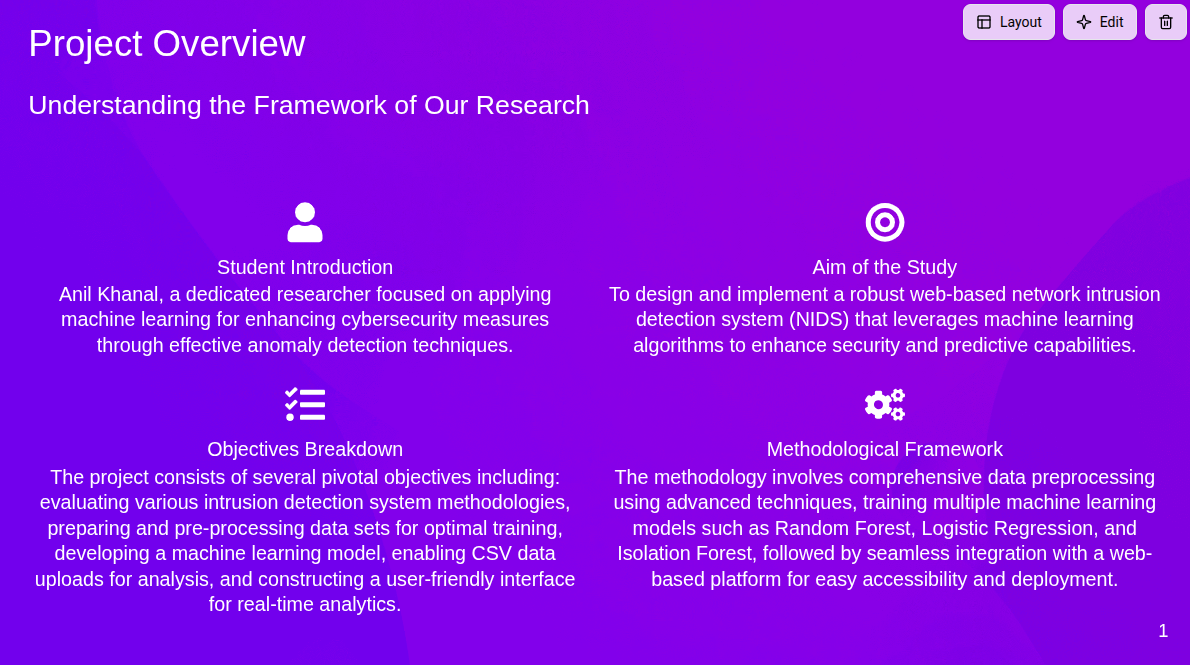 Project Overview
Layout
Edit
Understanding the Framework of Our Research
Student Introduction
Anil Khanal, a dedicated researcher focused on applying
machine learning for enhancing cybersecurity measures
through effective anomaly detection techniques.
Aim of the Study
To design and implement a robust web-based network intrusion
detection system (NIDS) that leverages machine learning
algorithms to enhance security and predictive capabilities.
Objectives Breakdown
The project consists of several pivotal objectives including:
evaluating various intrusion detection system methodologies,
preparing and pre-processing data sets for optimal training,
developing a machine learning model, enabling CSV data
uploads for analysis, and constructing a user-friendly interface
for real-time analytics.
Methodological Framework
The methodology involves comprehensive data preprocessing
using advanced techniques, training multiple machine learning
models such as Random Forest, Logistic Regression, and
Isolation Forest, followed by seamless integration with a web-
based platform for easy accessibility and deployment.
1